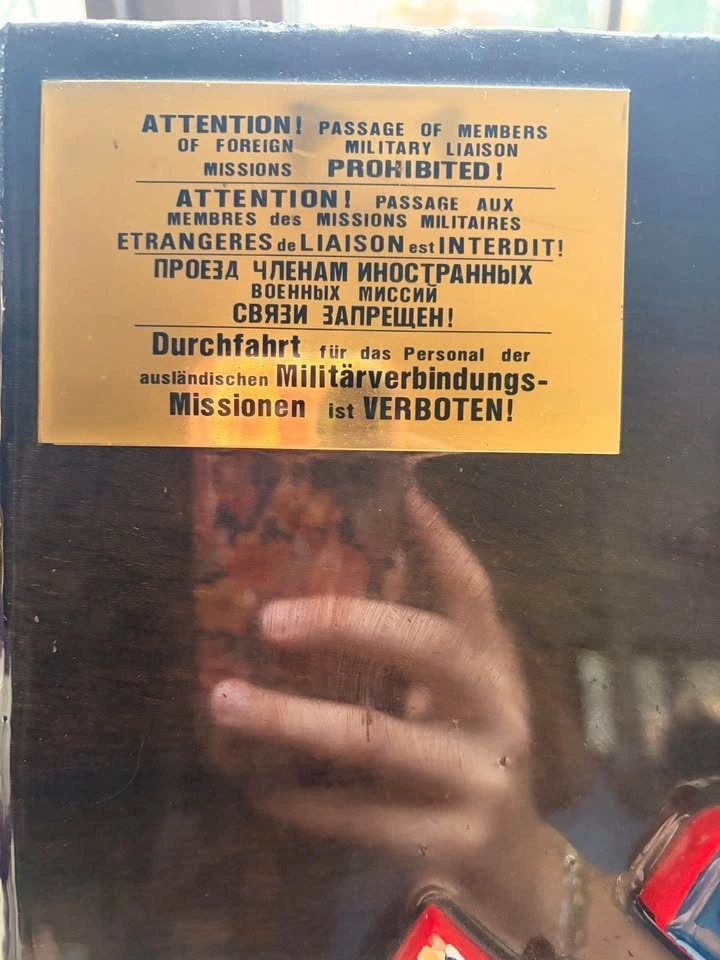 ATTENTION! PASSAGE OF MEMBERS
OF FOREIGN MILITARY LIAISON
MISSIONS PROHIBITED!
ATTENTION! PASSAGE AUX
MEMBRES des MISSIONS MILITAIRES
ETRANGERES de LIAISON est INTERDIT!
ПРОЕЗД ЧЛЕНАМ ИНОСТРАННЫХ
ВОЕННЫХ МИССИЙ
СВЯЗИ ЗАПРЕЩЕН!
Durchfahrt für das Personal der
ausländischen Militärverbindungs-
Missionen ist VERBOTEN!